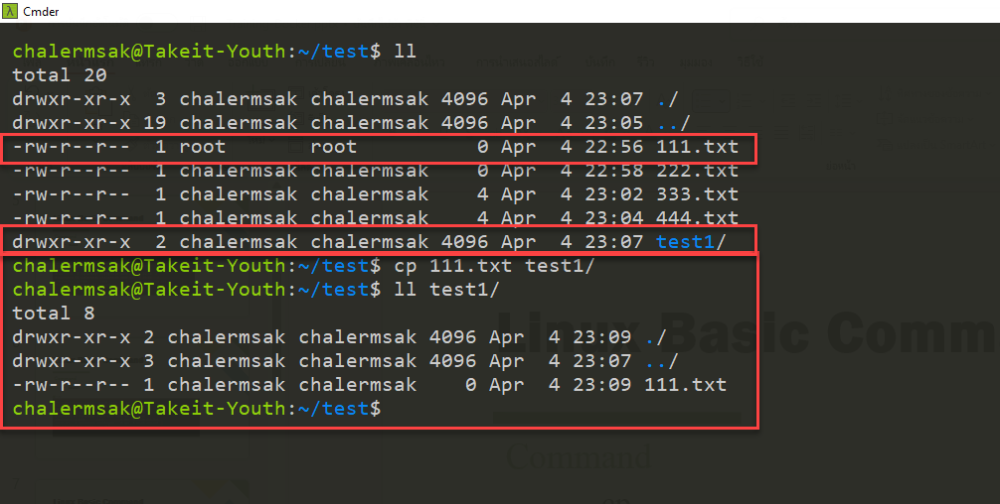 λ Cmder
chalermsak@Takeit-Youth:~/test$ ll
total 20
drwxr-xr-x  3 chalermsak chalermsak 4096 Apr  4 23:07 ./
drwxr-xr-x 19 chalermsak chalermsak 4096 Apr  4 23:05 ../
-rw-r--r--  1 root       root          0 Apr  4 22:56 111.txt
-rw-r--r--  1 chalermsak chalermsak    0 Apr  4 22:58 222.txt
-rw-r--r--  1 chalermsak chalermsak    4 Apr  4 23:02 333.txt
-rw-r--r--  1 chalermsak chalermsak    4 Apr  4 23:04 444.txt
drwxr-xr-x  2 chalermsak chalermsak 4096 Apr  4 23:07 test1/
chalermsak@Takeit-Youth:~/test$ cp 111.txt test1/
chalermsak@Takeit-Youth:~/test$ ll test1/
total 8
drwxr-xr-x 2 chalermsak chalermsak 4096 Apr  4 23:09 ./
drwxr-xr-x 3 chalermsak chalermsak 4096 Apr  4 23:07 ../
-rw-r--r-- 1 chalermsak chalermsak    0 Apr  4 23:09 111.txt
chalermsak@Takeit-Youth:~/test$
Linux Basic Comm
Command